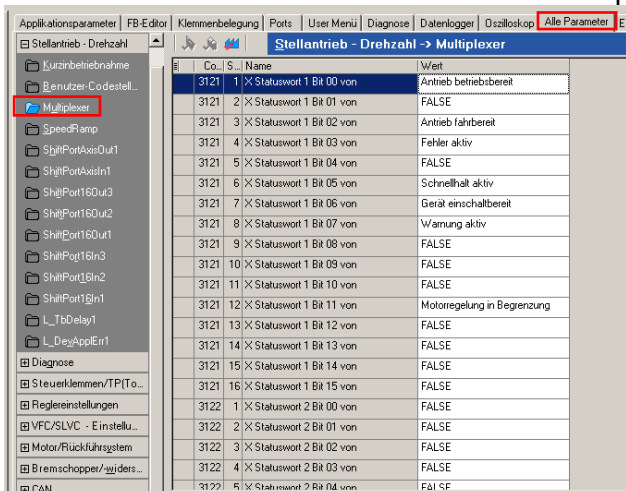 Applikationsparameter FB-Editor Klemmenbelegung Ports User Menü Diagnose Datenlogger Oszilloskop Alle Parameter E
Stellantrieb - Drehzahl
Kurzinbetriebnahme
Benutzer-Codestell...
Multiplexer
SpeedRamp
ShiftPortAxisOut1
ShiftPortAxisIn1
ShiftPort16Out3
ShiftPort16Out2
ShiftPort16Out1
ShiftPort16In3
ShiftPort16In2
ShiftPort16In1
L_TbDelay1
L_DevApplErr1
Diagnose
Steuerklemmen/TP(To...
Reglereinstellungen
VFC/SLVC - Einstellu...
Motor/Rückführsystem
Bremschopper/-widers...
CAN
Stellantrieb - Drehzahl -> Multiplexer
Co... S... Name Wert
3121 1 X Statuswort 1 Bit 00 von Antrieb betriebsbereit
3121 2 X Statuswort 1 Bit 01 von FALSE
3121 3 X Statuswort 1 Bit 02 von Antrieb fahrbereit
3121 4 X Statuswort 1 Bit 03 von Fehler aktiv
3121 5 X Statuswort 1 Bit 04 von FALSE
3121 6 X Statuswort 1 Bit 05 von Schnellhalt aktiv
3121 7 X Statuswort 1 Bit 06 von Gerät einschaltbereit
3121 8 X Statuswort 1 Bit 07 von Warnung aktiv
3121 9 X Statuswort 1 Bit 08 von FALSE
3121 10 X Statuswort 1 Bit 09 von FALSE
3121 11 X Statuswort 1 Bit 10 von FALSE
3121 12 X Statuswort 1 Bit 11 von Motorregelung in Begrenzung
3121 13 X Statuswort 1 Bit 12 von FALSE
3121 14 X Statuswort 1 Bit 13 von FALSE
3121 15 X Statuswort 1 Bit 14 von FALSE
3121 16 X Statuswort 1 Bit 15 von FALSE
3122 1 X Statuswort 2 Bit 00 von FALSE
3122 2 X Statuswort 2 Bit 01 von FALSE
3122 3 X Statuswort 2 Bit 02 von FALSE
3122 4 X Statuswort 2 Bit 03 von FALSE
3122 5 X Statuswort 2 Bit 04 von FALSE